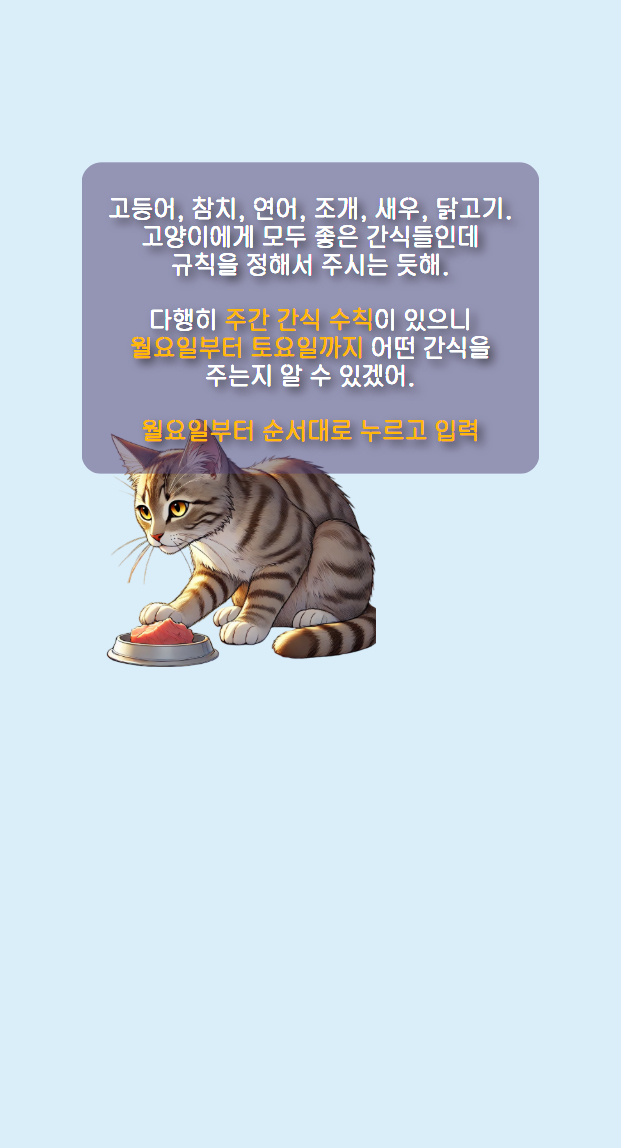 고등어, 참치, 연어, 조개, 새우, 닭고기.
고양이에게 모두 좋은 간식들인데
규칙을 정해서 주시는 듯해.
다행히 주간 간식 수칙이 있으니
월요일부터 토요일까지 어떤 간식을
주는지 알 수 있겠어.
월요일부터 순서대로 누르고 입력